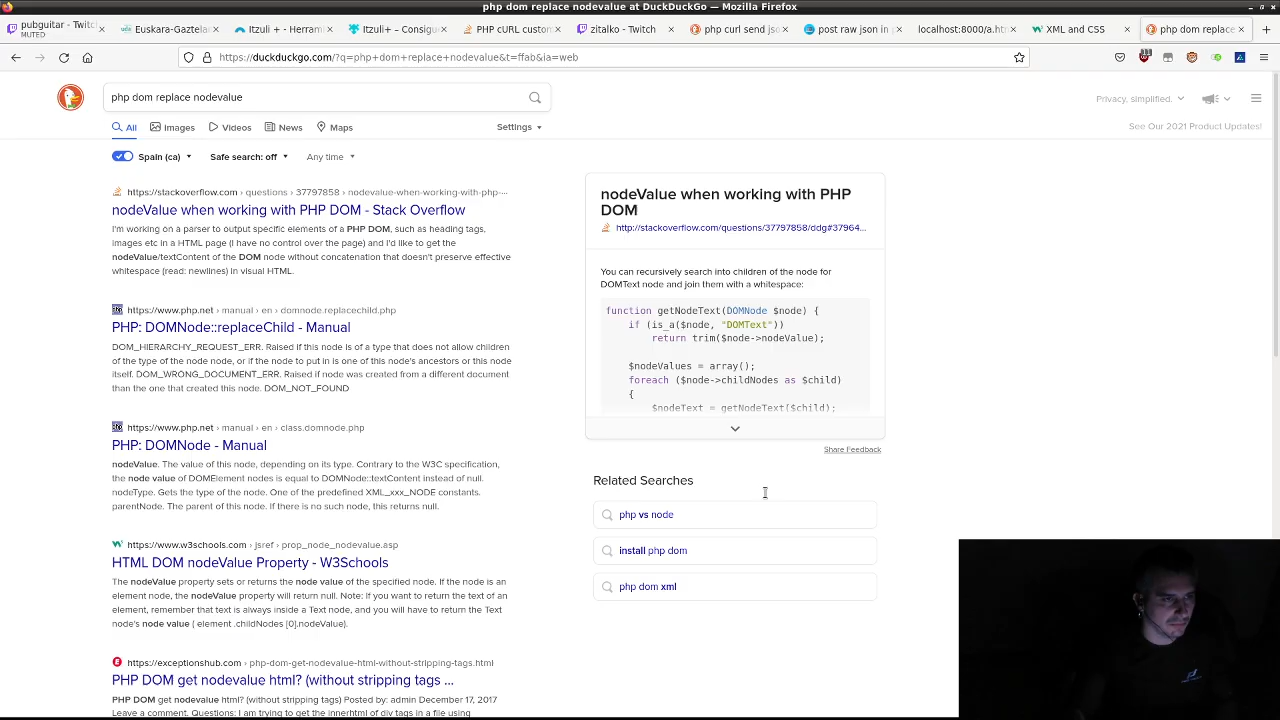 php dom replace nodevalue at DuckDuckGo — Mozilla Firefox
pubguitar - Twitc
MUTED
Euskara-Gaztela
Itzuli + - Herrami
Itzuli+ – Consigu
PHP cURL custom
zitalko - Twitch
php curl send jso
post raw json in p
localhost:8000/a.ht
XML and CSS
php dom replace
https://duckduckgo.com/?q=php+dom+replace+nodevalue&t=ffab&ia=web
php dom replace nodevalue
Privacy, simplified.
All
Images
Videos
News
Maps
Settings
See Our 2021 Product Updates!
Spain (ca)
Safe search: off
Any time
https://stackoverflow.com › questions › 37797858 › nodevalue-when-working-with-php-...
nodeValue when working with PHP DOM - Stack Overflow
I'm working on a parser to output specific elements of a PHP DOM, such as heading tags,
images etc in a HTML page (I have no control over the page) and I'd like to get the
nodeValue/textContent of the DOM node without concatenation that doesn't preserve effective
whitespace (read: newlines) in visual HTML.
https://www.php.net › manual › en › domnode.replacechild.php
PHP: DOMNode::replaceChild - Manual
DOM_HIERARCHY_REQUEST_ERR. Raised if this node is of a type that does not allow children
of the type of the node node, or if the node to put in is one of this node's ancestors or this node
itself. DOM_WRONG_DOCUMENT_ERR. Raised if node was created from a different document
than the one that created this node. DOM_NOT_FOUND
https://www.php.net › manual › en › class.domnode.php
PHP: DOMNode - Manual
nodeValue. The value of this node, depending on its type. Contrary to the W3C specification,
the node value of DOMElement nodes is equal to DOMNode::textContent instead of null.
nodeType. Gets the type of the node. One of the predefined XML_xxx_NODE constants.
parentNode. The parent of this node. If there is no such node, this returns null.
https://www.w3schools.com › jsref › prop_node_nodevalue.asp
HTML DOM nodeValue Property - W3Schools
The nodeValue property sets or returns the node value of the specified node. If the node is an
element node, the nodeValue property will return null. Note: If you want to return the text of an
element, remember that text is always inside a Text node, and you will have to return the Text
node's node value ( element .childNodes [0].nodeValue).
https://exceptionshub.com › php-dom-get-nodevalue-html-without-stripping-tags.html
PHP DOM get nodevalue html? (without stripping tags ...
PHP DOM get nodevalue html? (without stripping tags) Posted by: admin December 17, 2017
Leave a comment. Questions: I am trying to get the innerhtml of div tags in a file using
nodeValue when working with PHP
DOM
http://stackoverflow.com/questions/37797858/ddg#37964...
You can recursively search into children of the node for
DOMText node and join them with a whitespace:
function getNodeText(DOMNode $node) {
if (is_a($node, "DOMText"))
return trim($node->nodeValue);
$nodeValues = array();
foreach ($node->childNodes as $child)
{
$nodeText = getNodeText($child);
Share Feedback
Related Searches
php vs node
install php dom
php dom xml